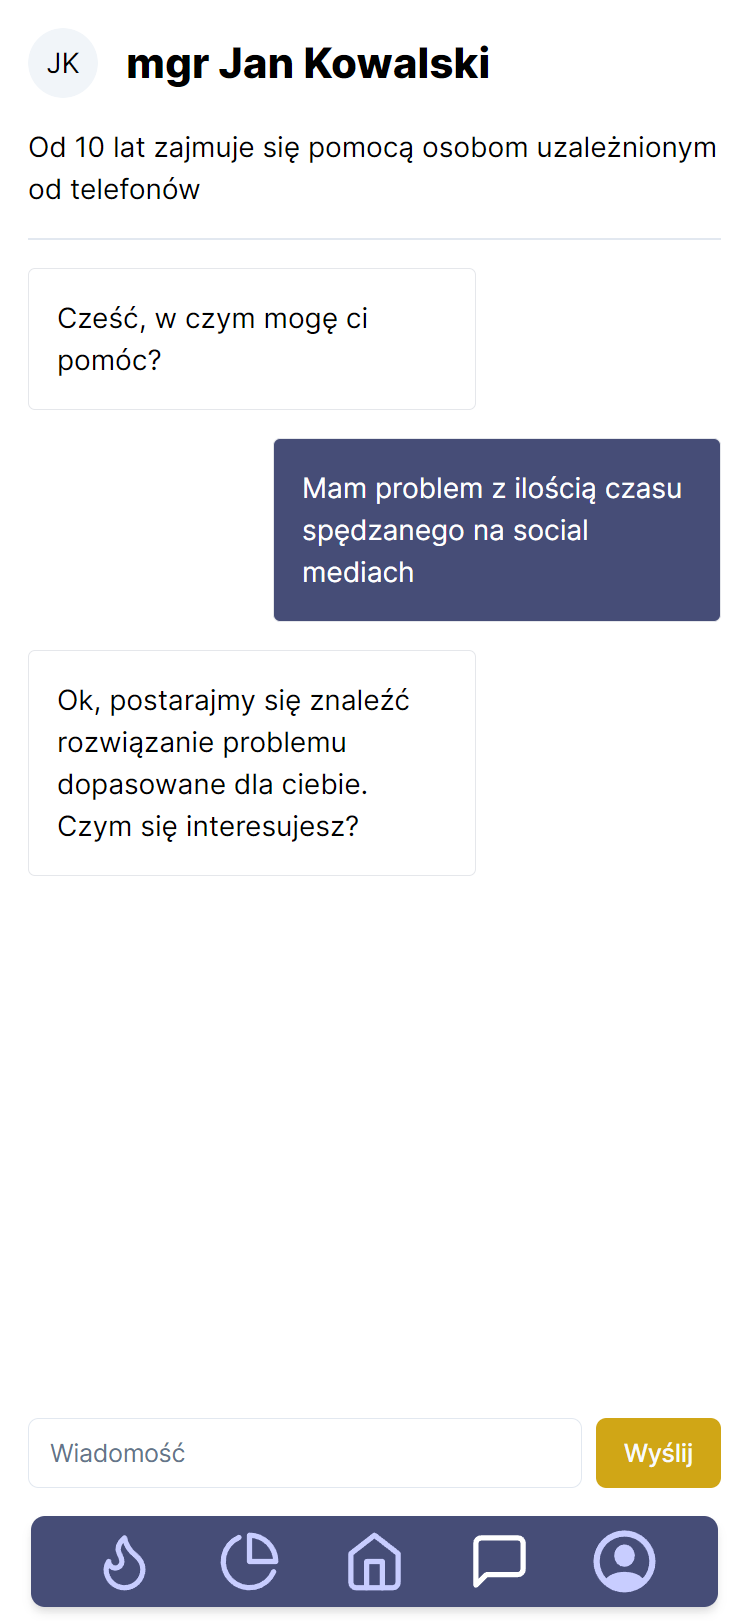 JK
mgr Jan Kowalski
Od 10 lat zajmuje się pomocą osobom uzależnionym
od telefonów
Cześć, w czym mogę ci
pomóc?
Mam problem z ilością czasu
spędzanego na social
mediach
Ok, postarajmy się znaleźć
rozwiązanie problemu
dopasowane dla ciebie.
Czym się interesujesz?
Wiadomość
Wyślij